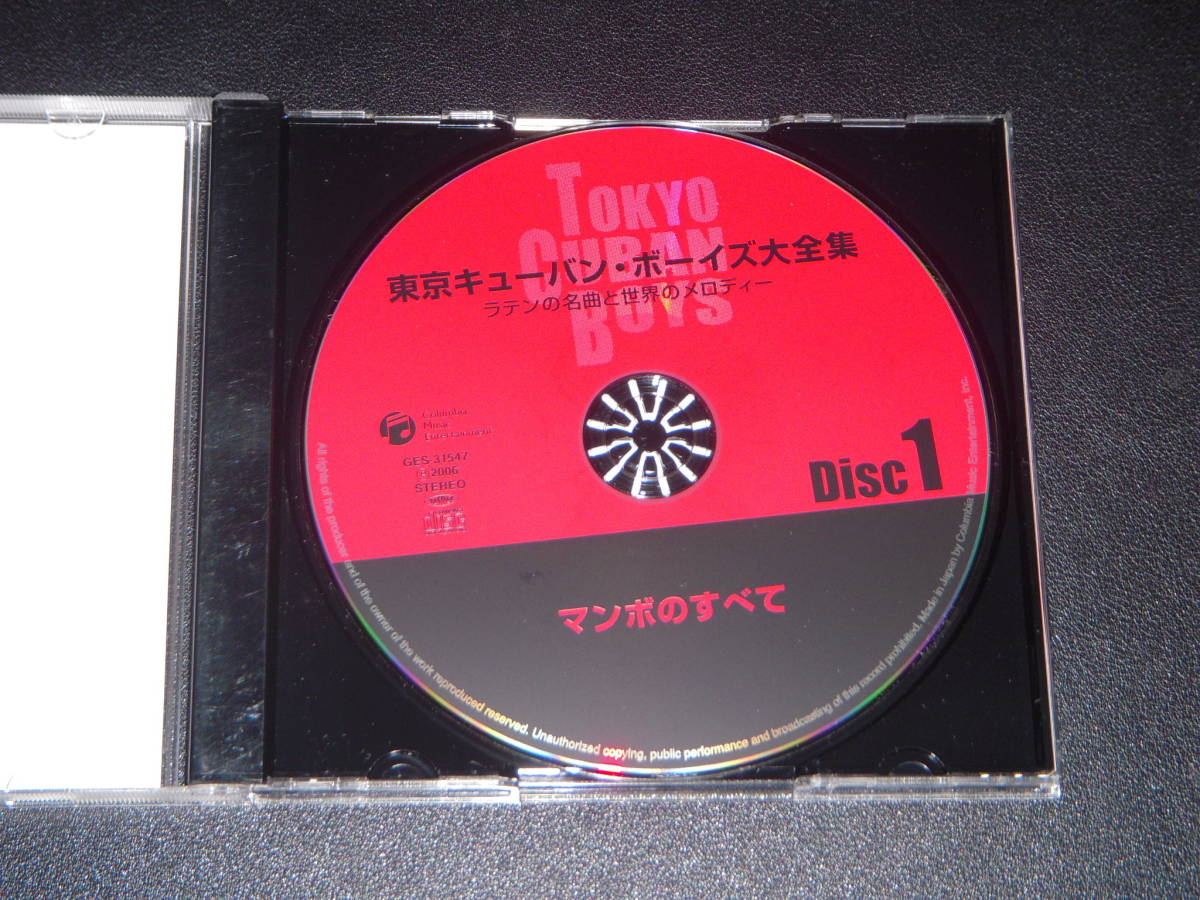 TOKYO
CUBAN
BOYS
東京キューバン・ボーイズ大全集
ラテンの名曲と世界のメロディー
Columbia
Music
Entertainment
GES-31547
℗2006
STEREO
Disc 1
マンボのすべて
All rights of the producer and of the owner of the work reproduced reserved. Unauthorized copying, public performance and broadcasting of this record prohibited. Made in Japan by Columbia Music Entertainment, Inc.